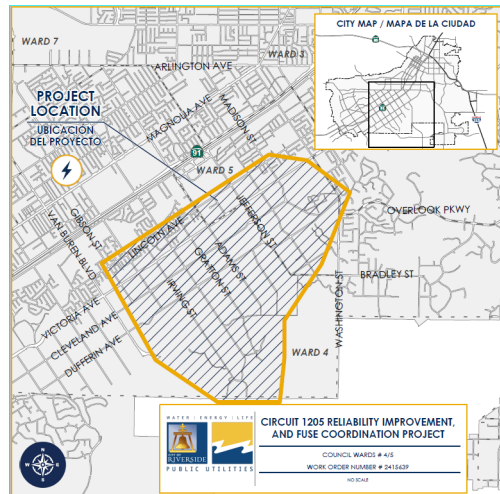 CITY MAP / MAPA DE LA CIUDAD
WARD 7
WARD 3
ARLINGTON AVE
PROJECT
LOCATION
UBICACIÓN
DEL PROYECTO
MAGNOLIA AVE
MADISON ST
91
WARD 5
GIBSON ST
VAN BUREN BLVD
LINCOLN AVE
JEFFERSON ST
ADAMS ST
GRATTON ST
IRVING ST
OVERLOOK PKWY
BRADLEY ST
WASHINGTON ST
VICTORIA AVE
CLEVELAND AVE
DUFFERIN AVE
WARD 4
WATER | ENERGY | LIFE
CITY OF
RIVERSIDE
PUBLIC UTILITIES
CIRCUIT 1205 RELIABILITY IMPROVEMENT,
AND FUSE COORDINATION PROJECT
COUNCIL WARDS # 4/5
WORK ORDER NUMBER # 2415639
NO SCALE